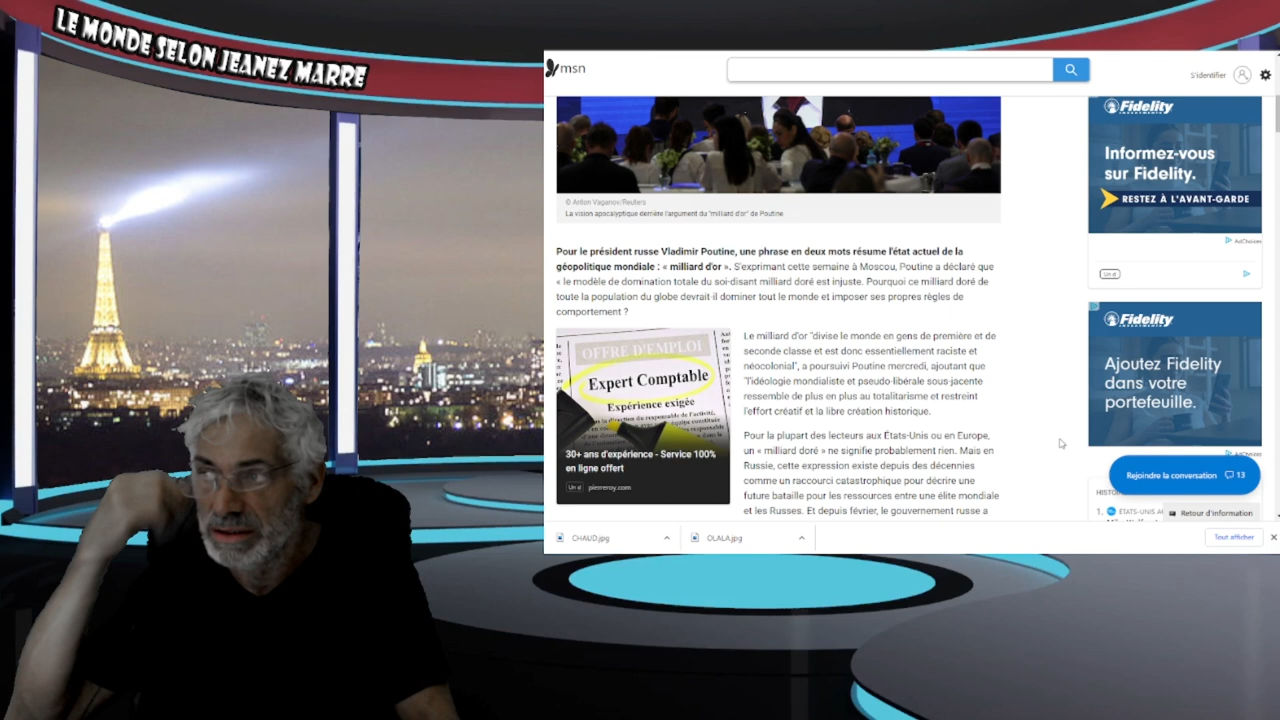 LE MONDE SELON JEANEZ MARRE
msn
S'identifier
© Anton Vaganov/Reuters
La vision apocalyptique derrière l'argument du "milliard d'or" de Poutine
Pour le président russe Vladimir Poutine, une phrase en deux mots résume l'état actuel de la
géopolitique mondiale : « milliard d'or ». S'exprimant cette semaine à Moscou, Poutine a déclaré que
« le modèle de domination totale du soi-disant milliard doré est injuste. Pourquoi ce milliard doré de
toute la population du globe devrait-il dominer tout le monde et imposer ses propres règles de
comportement ?
OFFRE D'EMPLOI
Expert Comptable
Expérience exigée
30+ ans d'expérience - Service 100%
en ligne offert
Un d pierreroy.com
Le milliard d'or "divise le monde en gens de première et de
seconde classe et est donc essentiellement raciste et
néocolonial", a poursuivi Poutine mercredi, ajoutant que
"l'idéologie mondialiste et pseudo-libérale sous-jacente
ressemble de plus en plus au totalitarisme et restreint
l'effort créatif et la libre création historique.
Pour la plupart des lecteurs aux États-Unis ou en Europe,
un « milliard doré » ne signifie probablement rien. Mais en
Russie, cette expression existe depuis des décennies
comme un raccourci catastrophique pour décrire une
future bataille pour les ressources entre une élite mondiale
et les Russes. Et depuis février, le gouvernement russe a
Fidelity
INVESTMENTS
Informez-vous
sur Fidelity.
RESTEZ À L'AVANT-GARDE
AdChoices
Un d
Fidelity
INVESTMENTS
Ajoutez Fidelity
dans votre
portefeuille.
AdChoices
Rejoindre la conversation 13
1. ETATS-UNIS
Retour d'information
CHAUD.jpg
OLALA.jpg
Tout afficher